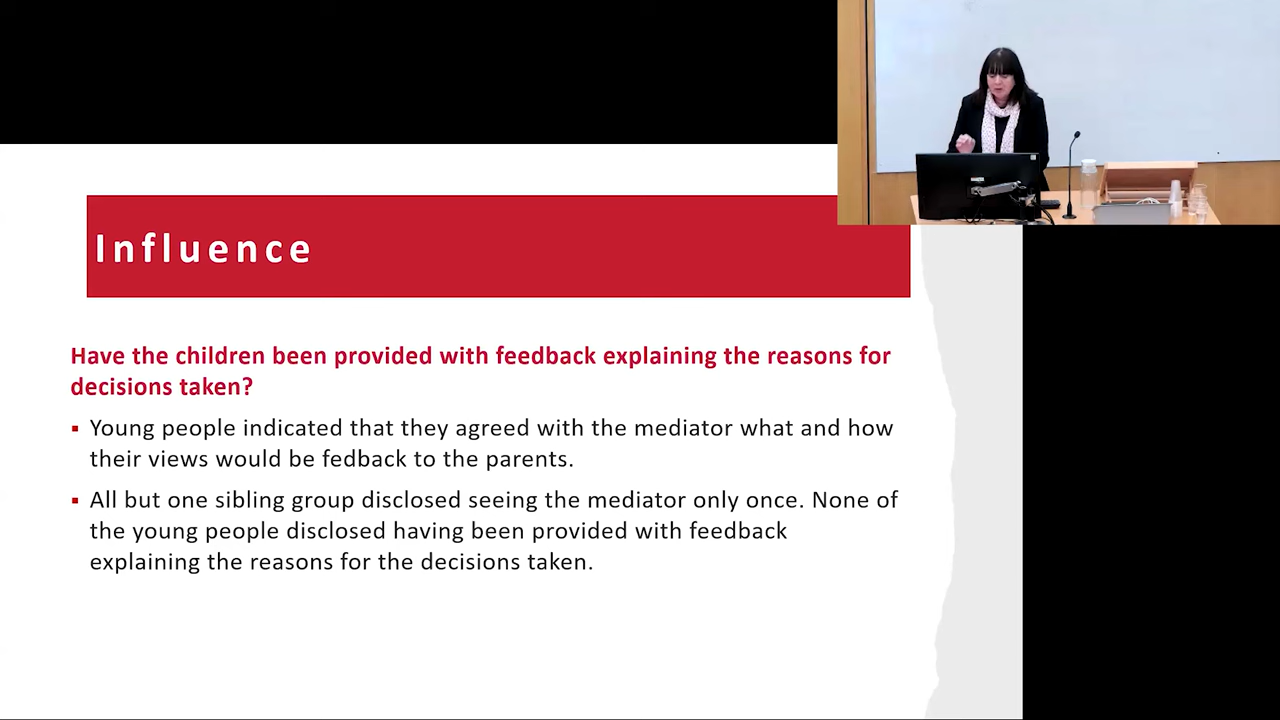 Influence
Have the children been provided with feedback explaining the reasons for
decisions taken?
▪ Young people indicated that they agreed with the mediator what and how
their views would be fedback to the parents.
▪ All but one sibling group disclosed seeing the mediator only once. None of
the young people disclosed having been provided with feedback
explaining the reasons for the decisions taken.